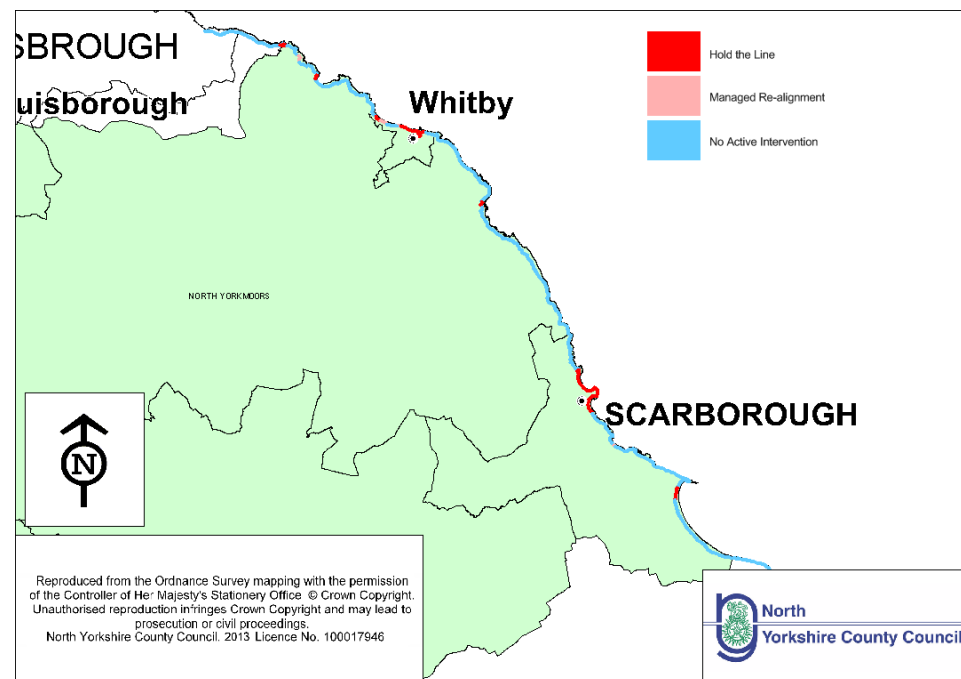 SBROUGH
uisborough
Whitby
Hold the Line
Managed Re-alignment
No Active Intervention
NORTH YORKMOORS
SCARBOROUGH
N
Reproduced from the Ordnance Survey mapping with the permission
of the Controller of Her Majesty's Stationery Office © Crown Copyright.
Unauthorised reproduction infringes Crown Copyright and may lead to
prosecution or civil proceedings.
North Yorkshire County Council. 2013 Licence No. 100017946
North
Yorkshire County Council